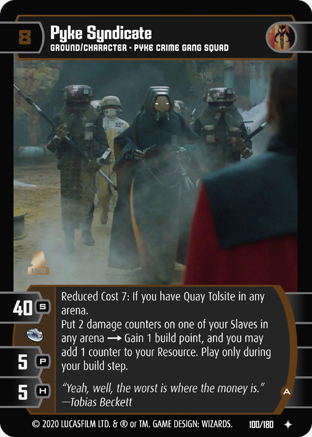 8
Pyke Syndicate
GROUND/CHARACTER - PYKE CRIME GANG SQUAD
40 S
5 P
5 H
Reduced Cost 7: If you have Quay Tolsite in any
arena.
Put 2 damage counters on one of your Slaves in
any arena → Gain 1 build point, and you may
add 1 counter to your Resource. Play only during
your build step.
"Yeah, well, the worst is where the money is."
—Tobias Beckett
A
© 2020 LUCASFILM LTD. & ® or TM. GAME DESIGN: WIZARDS.
100/180